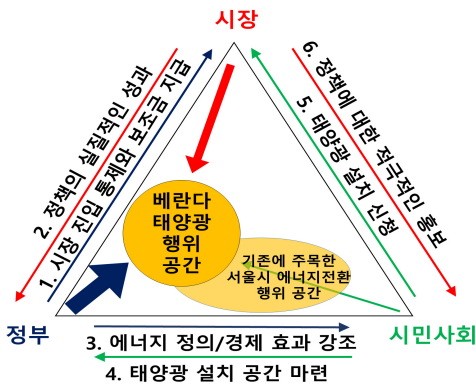 시장
2. 정책의 실질적인 성과
1. 시장 진입 통제와 보조금 지급
6. 정책에 대한 적극적인 홍보
5. 태양광 설치 신청
베란다
태양광
행위
공간
기존에 주목한
서울시 에너지전환
행위 공간
정부
시민사회
3. 에너지 정의/경제 효과 강조
4. 태양광 설치 공간 마련